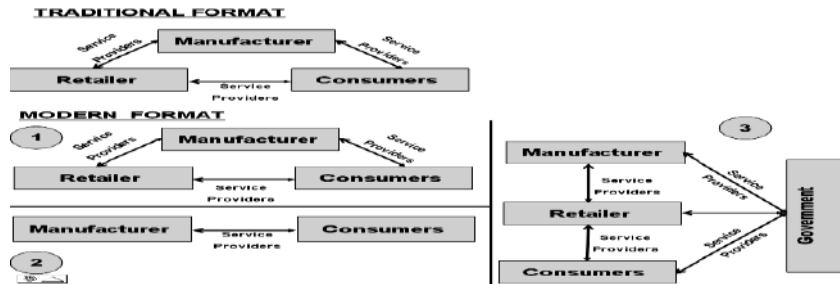 TRADITIONAL FORMAT
Manufacturer
Service
Providers
Service
Providers
Retailer
Service
Providers
Consumers
MODERN FORMAT
1
Manufacturer
Service
Providers
Service
Providers
Retailer
Service
Providers
Consumers
Manufacturer
Service
Providers
Consumers
2
3
Manufacturer
Service
Providers
Service
Providers
Retailer
Service
Providers
Service
Providers
Consumers
Government